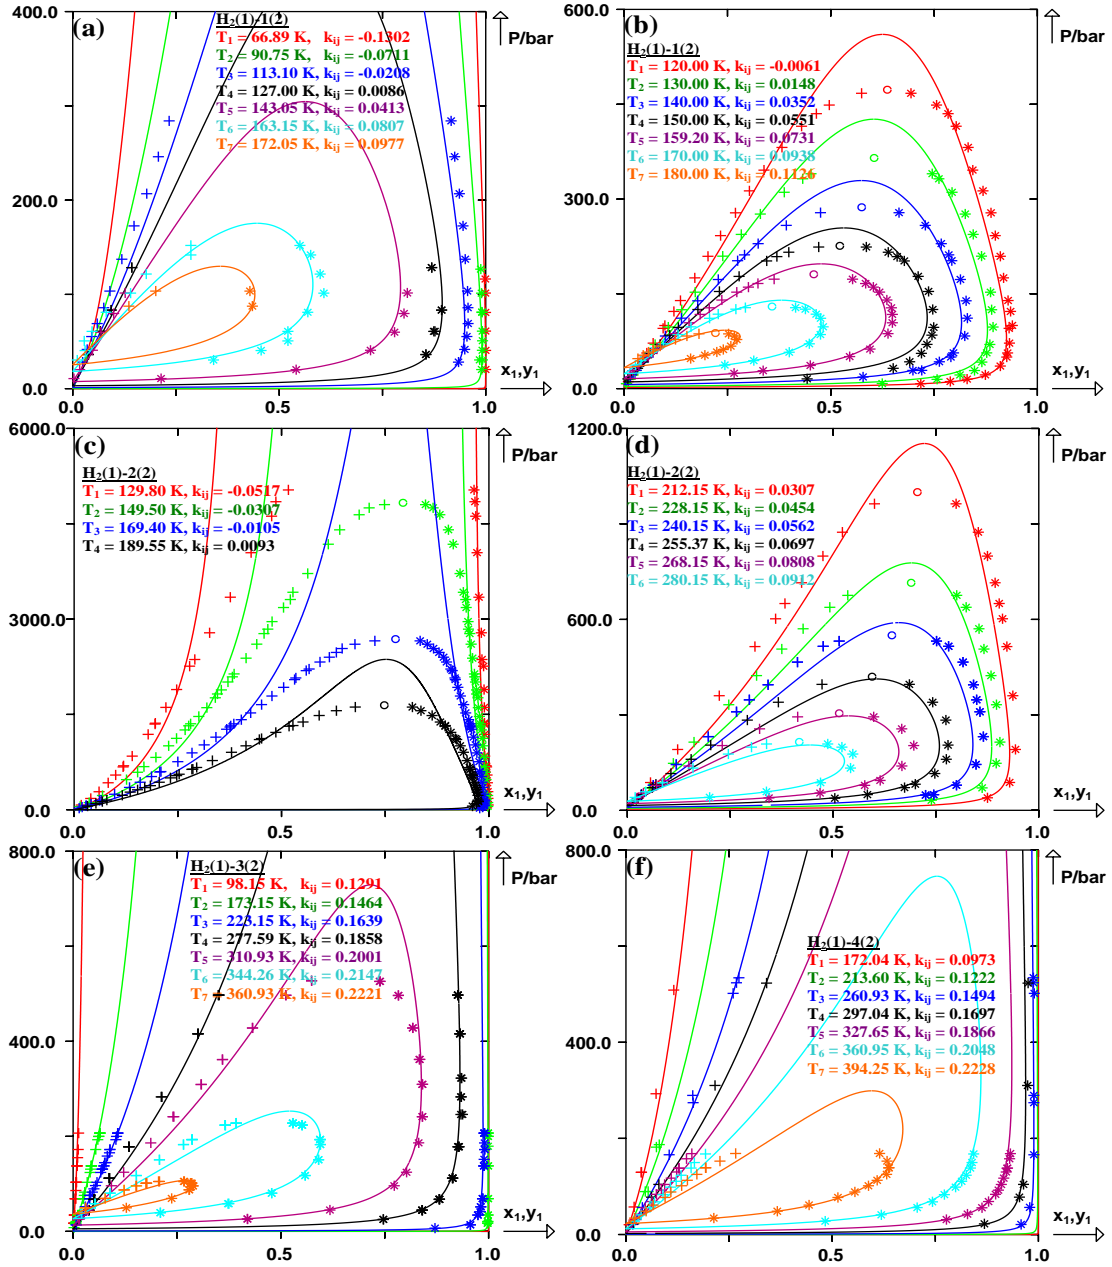 (a)
400.0
200.0
0.0
0.0
0.5
1.0
P/bar
x₁,y₁
H₂(1)-1(2)
T₁ = 66.89 K, kᵢⱼ = -0.1302
T₂ = 90.75 K, kᵢⱼ = -0.0711
T₃ = 113.10 K, kᵢⱼ = -0.0208
T₄ = 127.00 K, kᵢⱼ = 0.0086
T₅ = 143.05 K, kᵢⱼ = 0.0413
T₆ = 163.15 K, kᵢⱼ = 0.0807
T₇ = 172.05 K, kᵢⱼ = 0.0977
(b)
600.0
300.0
0.0
0.0
0.5
1.0
P/bar
x₁,y₁
H₂(1)-1(2)
T₁ = 120.00 K, kᵢⱼ = -0.0061
T₂ = 130.00 K, kᵢⱼ = 0.0148
T₃ = 140.00 K, kᵢⱼ = 0.0352
T₄ = 150.00 K, kᵢⱼ = 0.0551
T₅ = 159.20 K, kᵢⱼ = 0.0731
T₆ = 170.00 K, kᵢⱼ = 0.0938
T₇ = 180.00 K, kᵢⱼ = 0.1126
(c)
6000.0
3000.0
0.0
0.0
0.5
1.0
P/bar
x₁,y₁
H₂(1)-2(2)
T₁ = 129.80 K, kᵢⱼ = -0.0517
T₂ = 149.50 K, kᵢⱼ = -0.0307
T₃ = 169.40 K, kᵢⱼ = -0.0105
T₄ = 189.55 K, kᵢⱼ = 0.0093
(d)
1200.0
600.0
0.0
0.0
0.5
1.0
P/bar
x₁,y₁
H₂(1)-2(2)
T₁ = 212.15 K, kᵢⱼ = 0.0307
T₂ = 228.15 K, kᵢⱼ = 0.0454
T₃ = 240.15 K, kᵢⱼ = 0.0562
T₄ = 255.37 K, kᵢⱼ = 0.0697
T₅ = 268.15 K, kᵢⱼ = 0.0808
T₆ = 280.15 K, kᵢⱼ = 0.0912
(e)
800.0
400.0
0.0
0.0
0.5
1.0
P/bar
x₁,y₁
H₂(1)-3(2)
T₁ = 98.15 K, kᵢⱼ = 0.1291
T₂ = 173.15 K, kᵢⱼ = 0.1464
T₃ = 223.15 K, kᵢⱼ = 0.1639
T₄ = 277.59 K, kᵢⱼ = 0.1858
T₅ = 310.93 K, kᵢⱼ = 0.2001
T₆ = 344.26 K, kᵢⱼ = 0.2147
T₇ = 360.93 K, kᵢⱼ = 0.2221
(f)
800.0
400.0
0.0
0.0
0.5
1.0
P/bar
x₁,y₁
H₂(1)-4(2)
T₁ = 172.04 K, kᵢⱼ = 0.0973
T₂ = 213.60 K, kᵢⱼ = 0.1222
T₃ = 260.93 K, kᵢⱼ = 0.1494
T₄ = 297.04 K, kᵢⱼ = 0.1697
T₅ = 327.65 K, kᵢⱼ = 0.1866
T₆ = 360.95 K, kᵢⱼ = 0.2048
T₇ = 394.25 K, kᵢⱼ = 0.2228